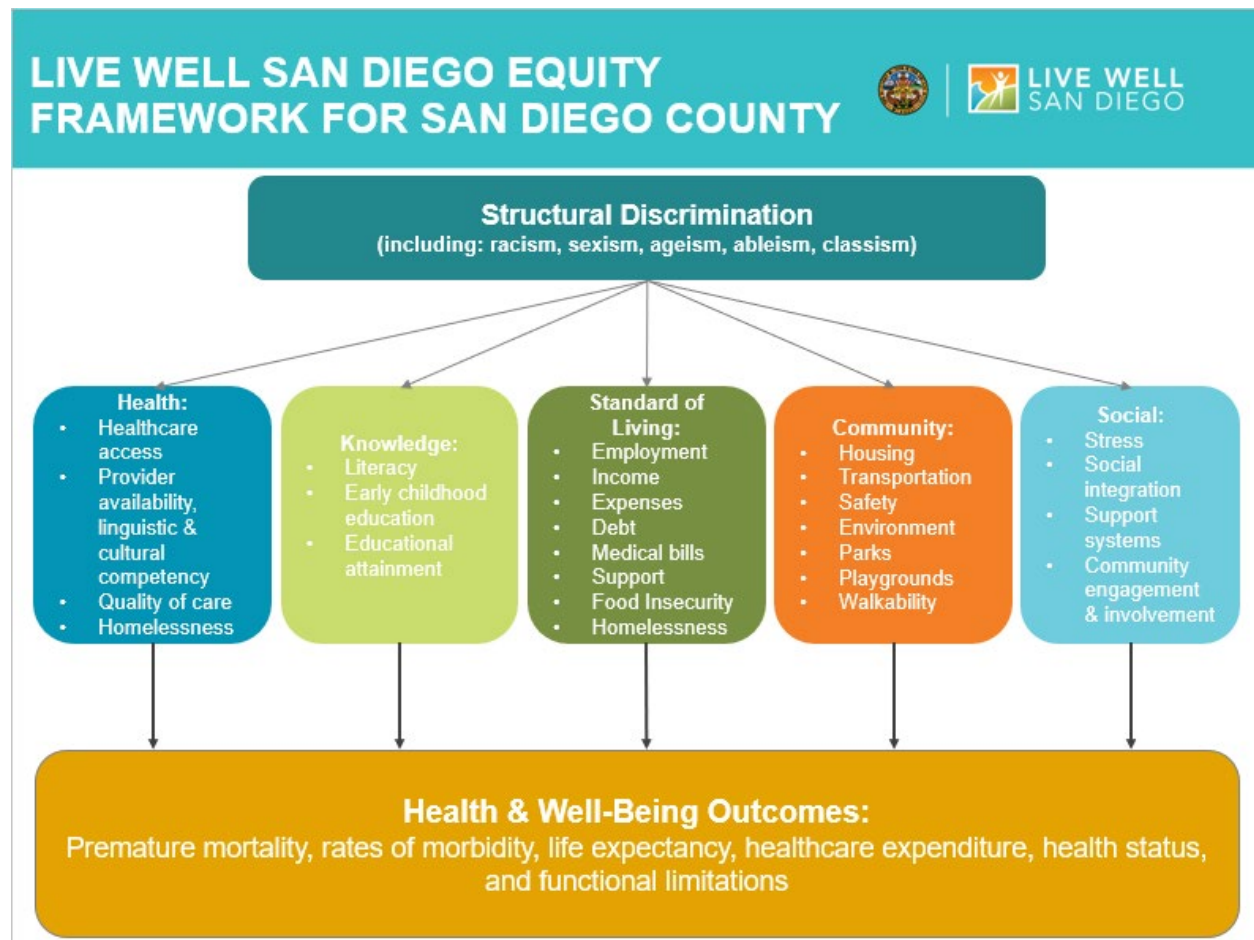 LIVE WELL SAN DIEGO EQUITY
FRAMEWORK FOR SAN DIEGO COUNTY
LIVE WELL
SAN DIEGO
Structural Discrimination
(including: racism, sexism, ageism, ableism, classism)
Health:
• Healthcare
access
• Provider
availability,
linguistic &
cultural
competency
• Quality of care
• Homelessness
Knowledge:
• Literacy
• Early childhood
education
• Educational
attainment
Standard of
Living:
• Employment
• Income
• Expenses
• Debt
• Medical bills
• Support
• Food Insecurity
• Homelessness
Community:
• Housing
• Transportation
• Safety
• Environment
• Parks
• Playgrounds
• Walkability
Social:
• Stress
• Social
integration
• Support
systems
• Community
engagement
& involvement
Health & Well-Being Outcomes:
Premature mortality, rates of morbidity, life expectancy, healthcare expenditure, health status,
and functional limitations